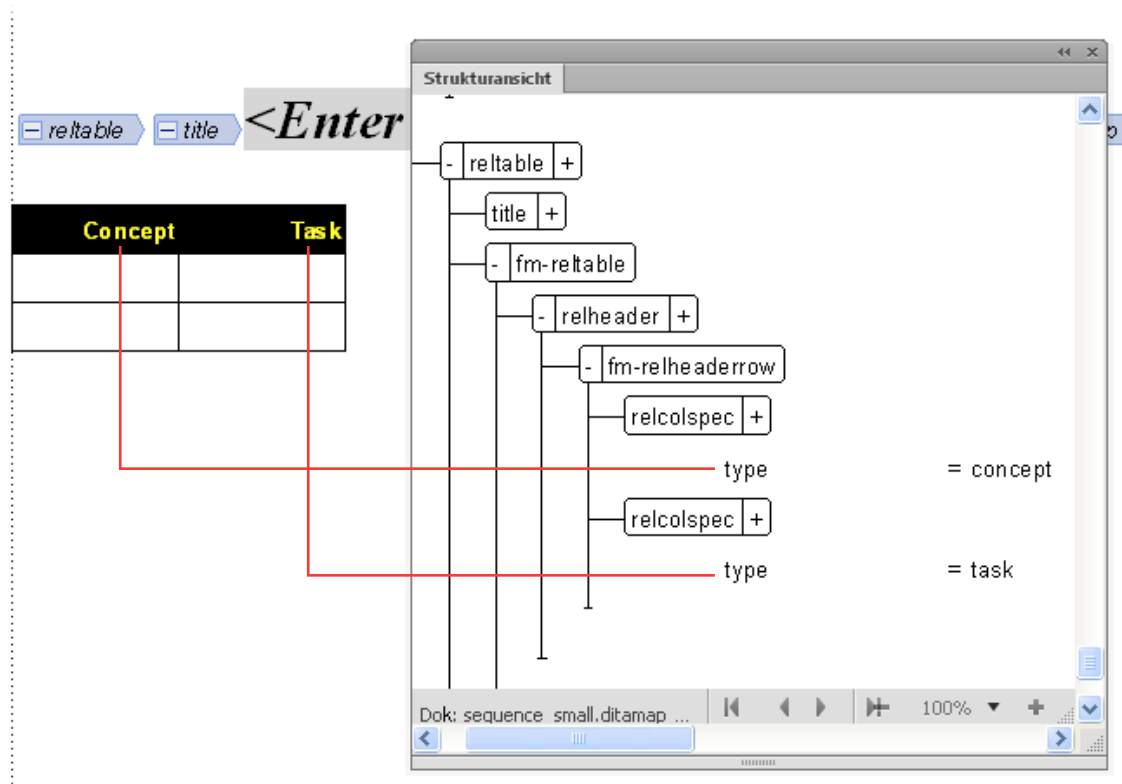 Strukturansicht
reltable title <Enter
reltable
title
Concept Task
fm-reltable
relheader
fm-relheaderrow
relcolspec
type = concept
relcolspec
type = task
Dok: sequence_small.ditamap ... 100%